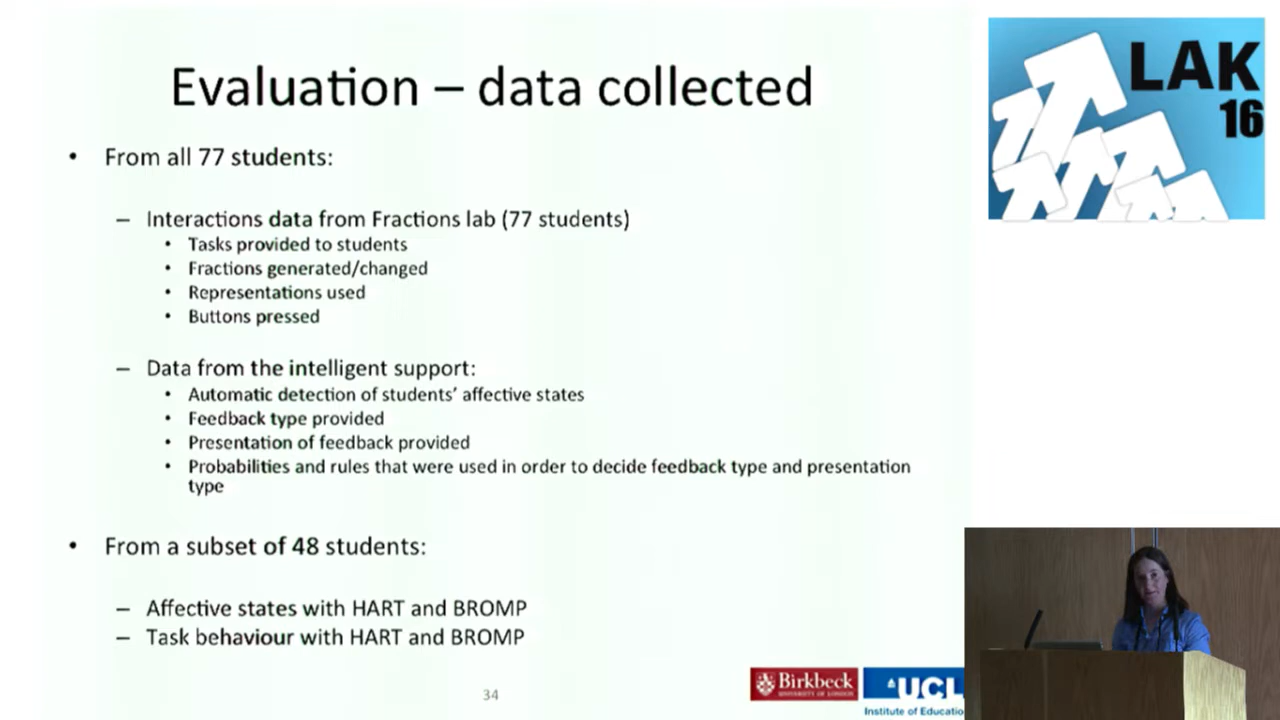 Evaluation – data collected
• From all 77 students:
– Interactions data from Fractions lab (77 students)
• Tasks provided to students
• Fractions generated/changed
• Representations used
• Buttons pressed
– Data from the intelligent support:
• Automatic detection of students' affective states
• Feedback type provided
• Presentation of feedback provided
• Probabilities and rules that were used in order to decide feedback type and presentation
type
• From a subset of 48 students:
– Affective states with HART and BROMP
– Task behaviour with HART and BROMP
34
Birkbeck
UNIVERSITY OF LONDON
UCL
Institute of Educatio
LAK
16